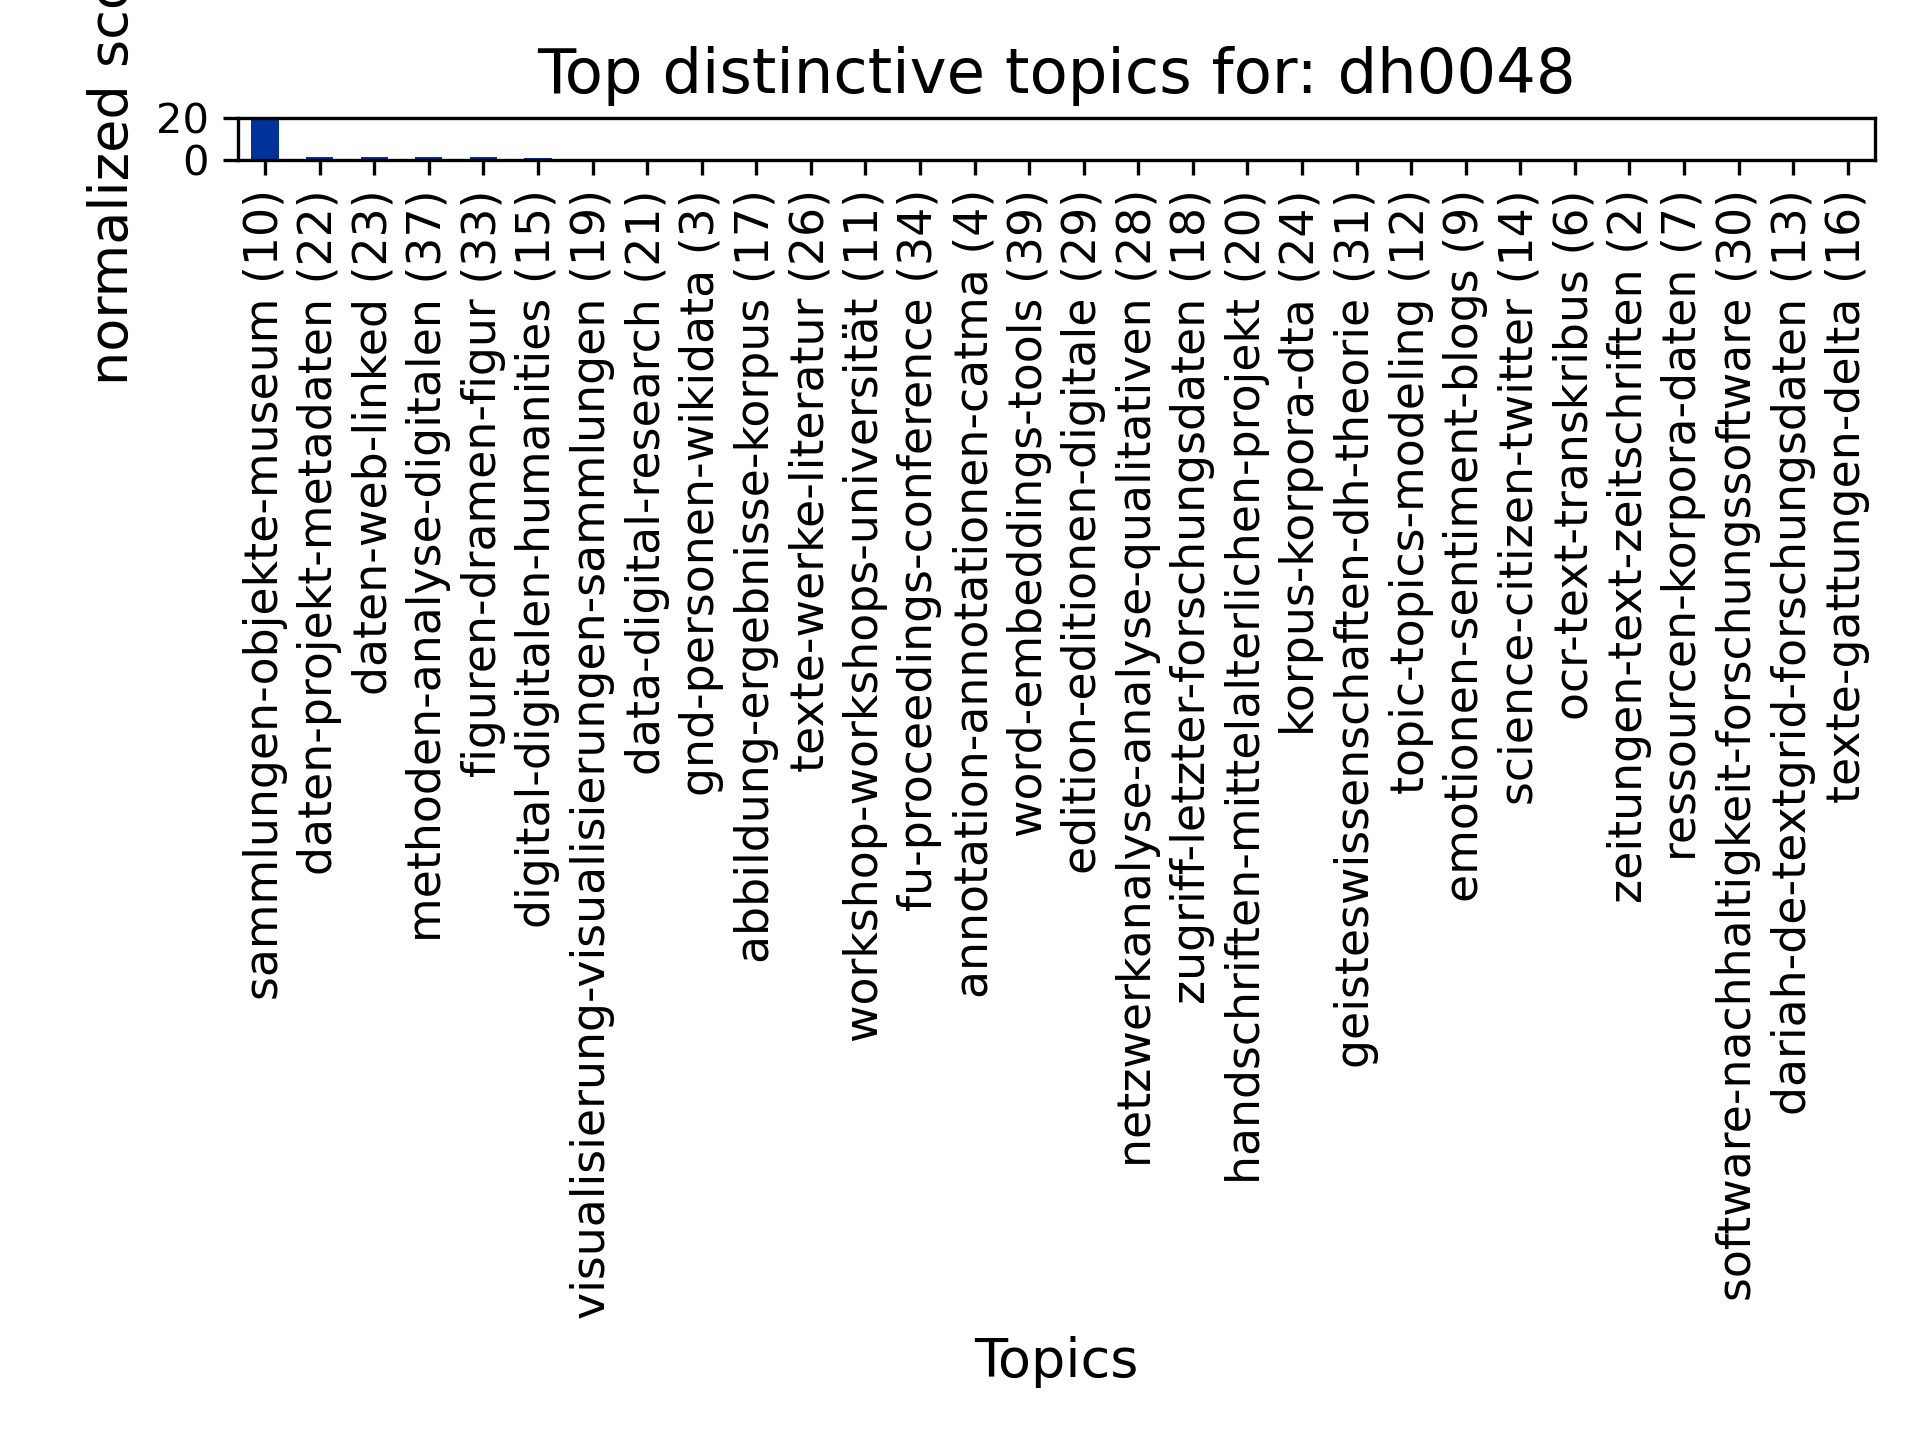 Top distinctive topics for: dh0048
normalized sco
20
0
sammlungen-objekte-museum (10)
daten-projekt-metadaten (22)
daten-web-linked (23)
methoden-analyse-digitalen (37)
figuren-dramen-figur (33)
digital-digitalen-humanities (15)
visualisierung-visualisierungen-sammlungen (19)
data-digital-research (21)
gnd-personen-wikidata (3)
abbildung-ergebnisse-korpus (17)
texte-werke-literatur (26)
workshop-workshops-universität (11)
fu-proceedings-conference (34)
annotation-annotationen-catma (4)
word-embeddings-tools (39)
edition-editionen-digitale (29)
netzwerkanalyse-analyse-qualitativen (28)
zugriff-letzter-forschungsdaten (18)
handschriften-mittelalterlichen-projekt (20)
korpus-korpora-dta (24)
geisteswissenschaften-dh-theorie (31)
topic-topics-modeling (12)
emotionen-sentiment-blogs (9)
science-citizen-twitter (14)
ocr-text-transkribus (6)
zeitungen-text-zeitschriften (2)
ressourcen-korpora-daten (7)
software-nachhaltigkeit-forschungssoftware (30)
dariah-de-textgrid-forschungsdaten (13)
texte-gattungen-delta (16)
Topics